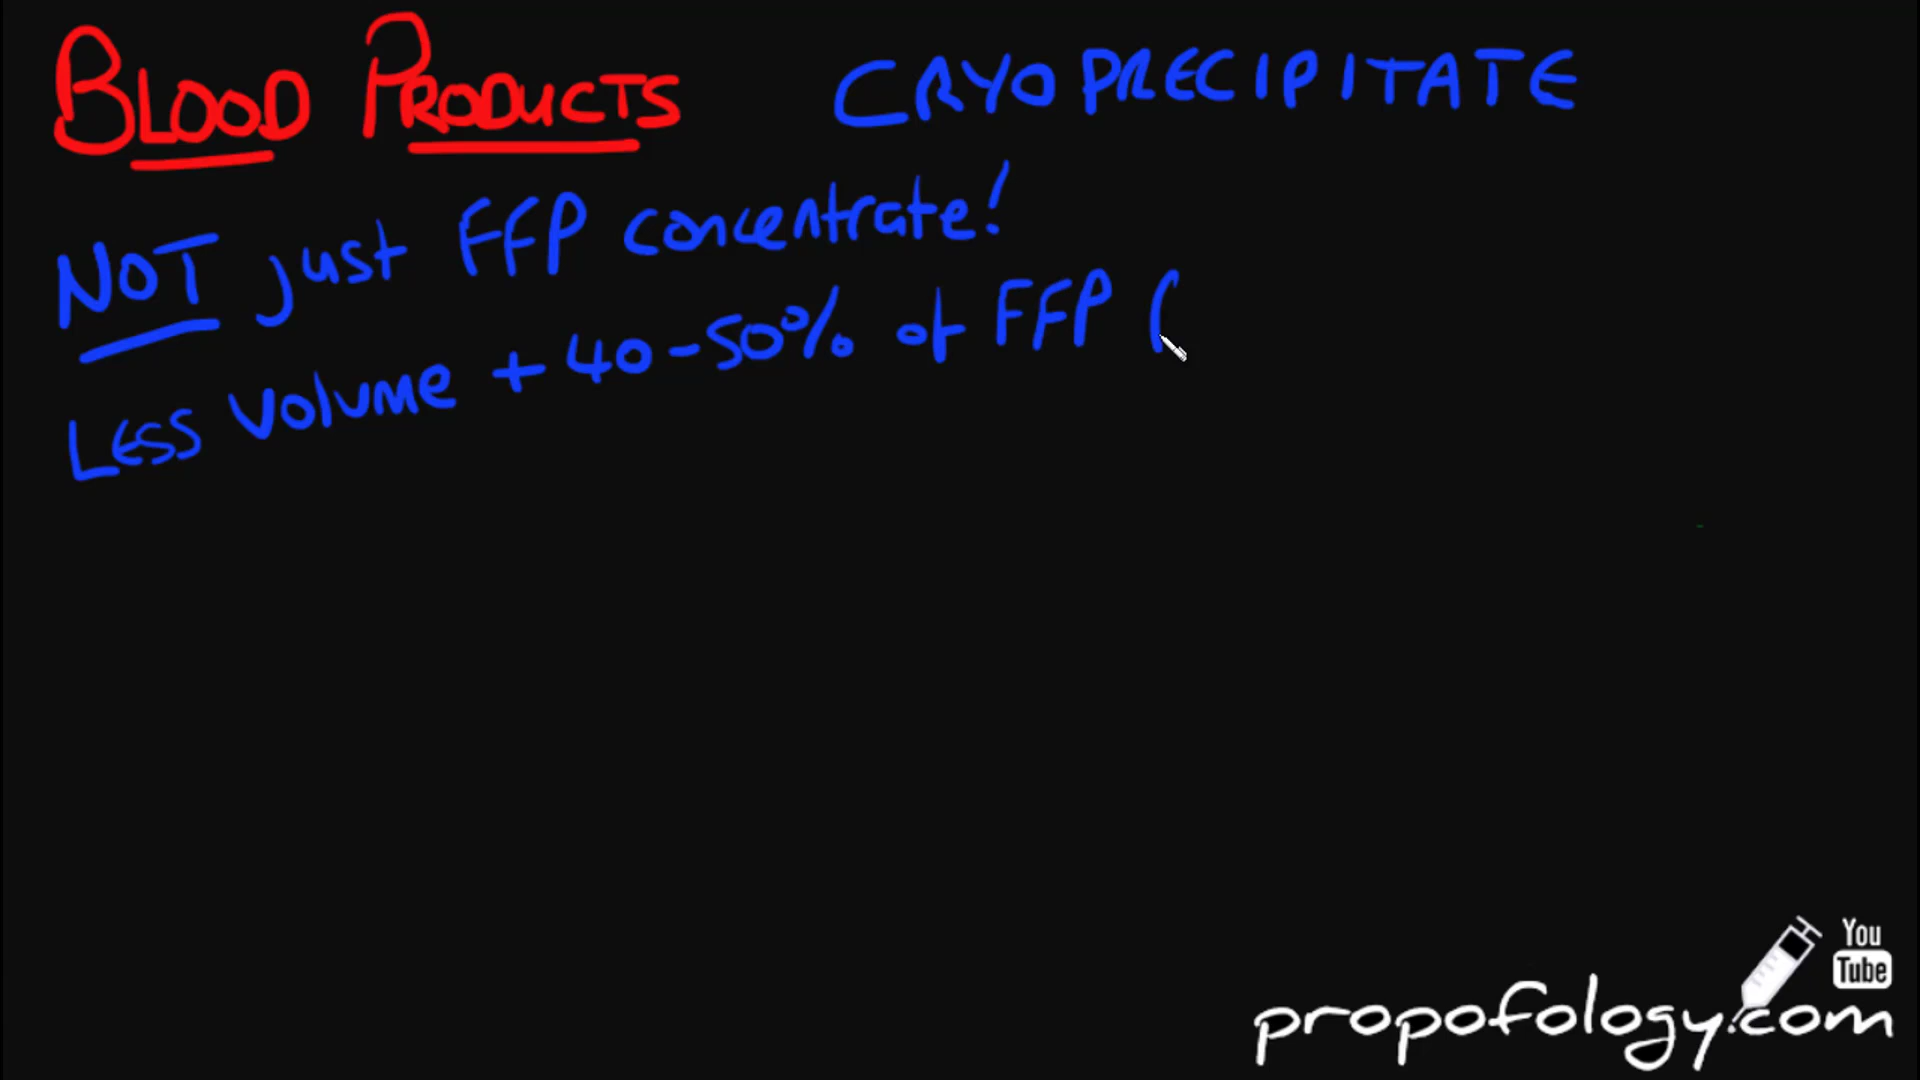 BLOOD PRODUCTS CRYOPRECIPITATE
NOT just FFP concentrate!
LESS volume + 40-50% of FFP (
You
Tube
propofology.com